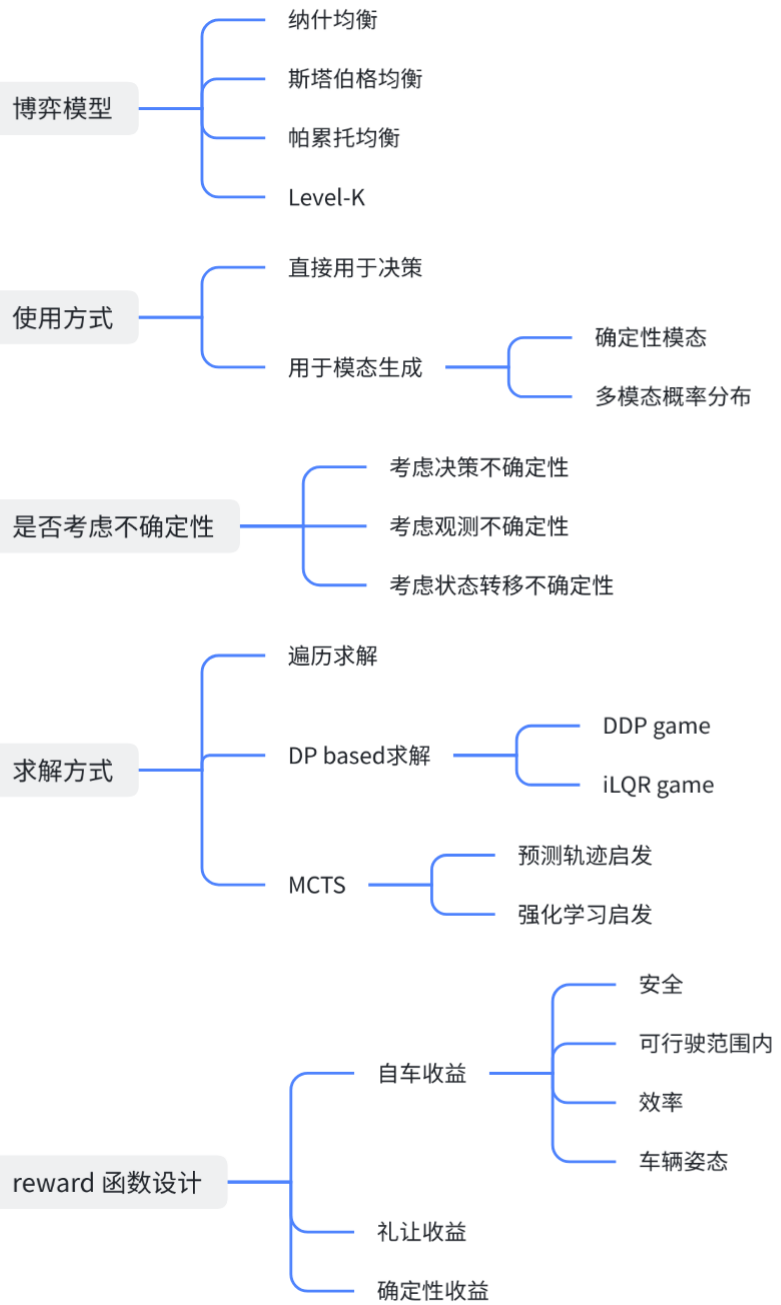 博弈模型
纳什均衡
斯塔伯格均衡
帕累托均衡
Level-K
使用方式
直接用于决策
用于模态生成
确定性模态
多模态概率分布
是否考虑不确定性
考虑决策不确定性
考虑观测不确定性
考虑状态转移不确定性
求解方式
遍历求解
DP based求解
DDP game
iLQR game
MCTS
预测轨迹启发
强化学习启发
reward 函数设计
自车收益
安全
可行驶范围内
效率
车辆姿态
礼让收益
确定性收益